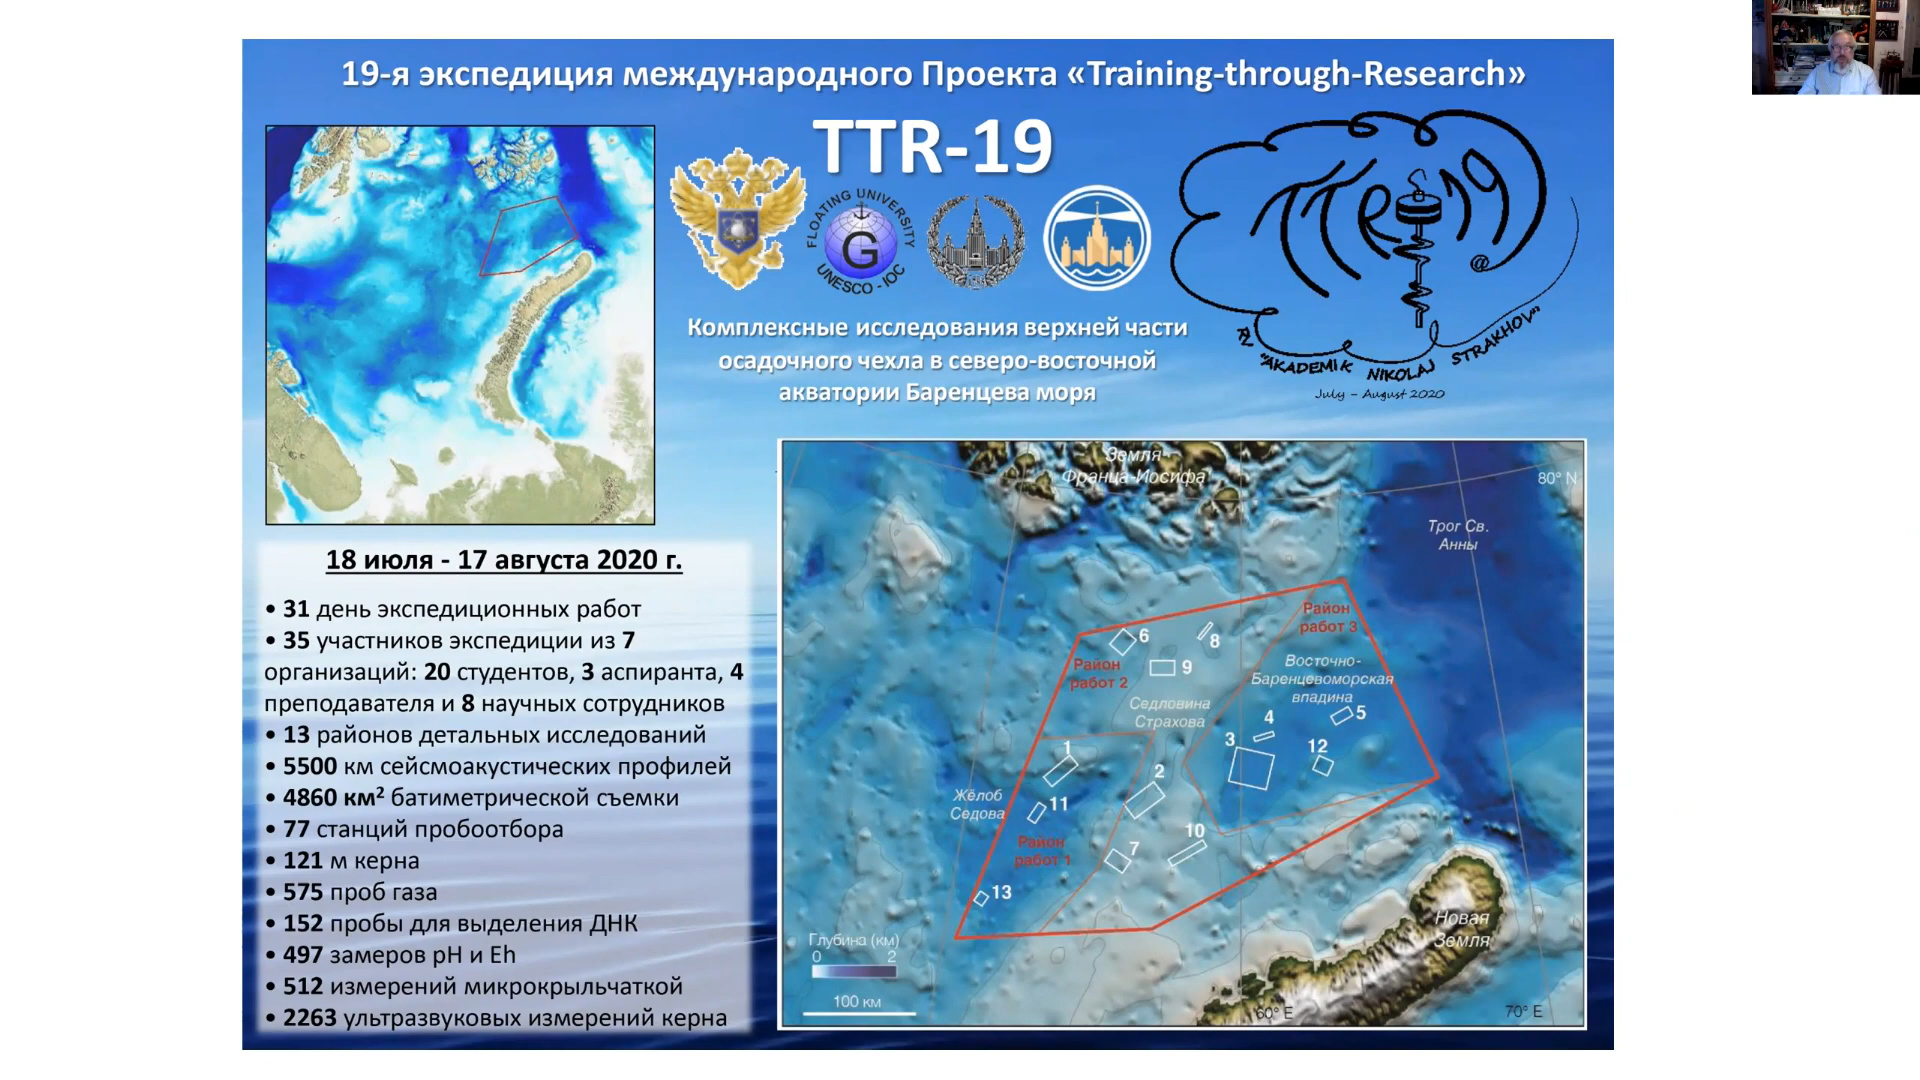 19-я экспедиция международного Проекта «Training-through-Research»
TTR-19
FLOATING UNIVERSITY
G
UNESCO - IOC
TTR-19
@
"AKADEMIK NIKOLAJ STRAKHOV"
July - August 2020
Комплексные исследования верхней части
осадочного чехла в северо-восточной
акватории Баренцева моря
18 июля - 17 августа 2020 г.
• 31 день экспедиционных работ
• 35 участников экспедиции из 7
организаций: 20 студентов, 3 аспиранта, 4
преподавателя и 8 научных сотрудников
• 13 районов детальных исследований
• 5500 км сейсмоакустических профилей
• 4860 км² батиметрической съемки
• 77 станций пробоотбора
• 121 м керна
• 575 проб газа
• 152 пробы для выделения ДНК
• 497 замеров pH и Eh
• 512 измерений микрокрыльчаткой
• 2263 ультразвуковых измерений керна
Земля
Франца-Иосифа
80° N
Трог Св.
Анны
Район
работ 3
6
8
9
Район
работ 2
Восточно-
Баренцевоморская
впадина
Седловина
Страхова
4
5
3
12
1
2
Жёлоб
Седова
11
10
Район
работ 1
7
13
Новая
Земля
Глубина (км)
0 2
100 км
60° E
70° E